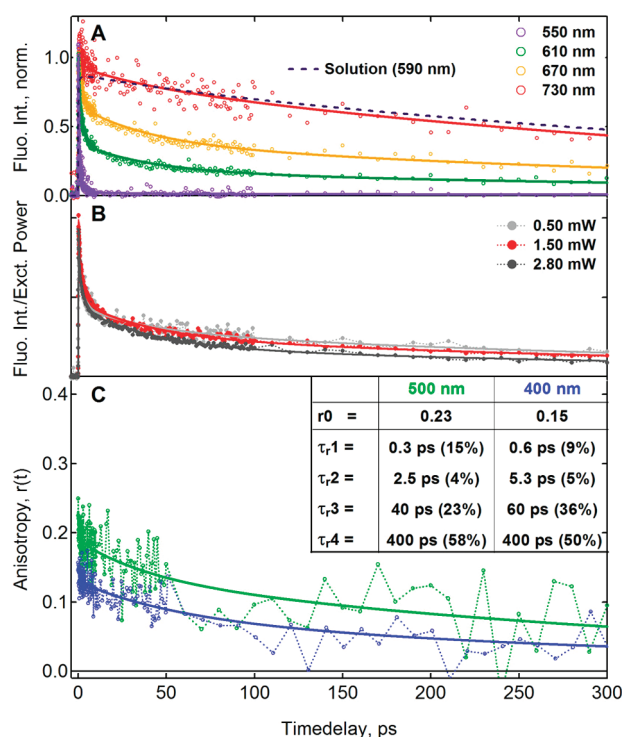 A
Fluo. Int., norm.
1.0
0.5
0.0
Solution (590 nm)
550 nm
610 nm
670 nm
730 nm
B
Fluo. Int./Exct. Power
0.50 mW
1.50 mW
2.80 mW
C
Anisotropy, r(t)
0.4
0.3
0.2
0.1
0.0
500 nm 400 nm
r0 = 0.23 0.15
τr1 = 0.3 ps (15%) 0.6 ps (9%)
τr2 = 2.5 ps (4%) 5.3 ps (5%)
τr3 = 40 ps (23%) 60 ps (36%)
τr4 = 400 ps (58%) 400 ps (50%)
0 50 100 150 200 250 300
Timedelay, ps